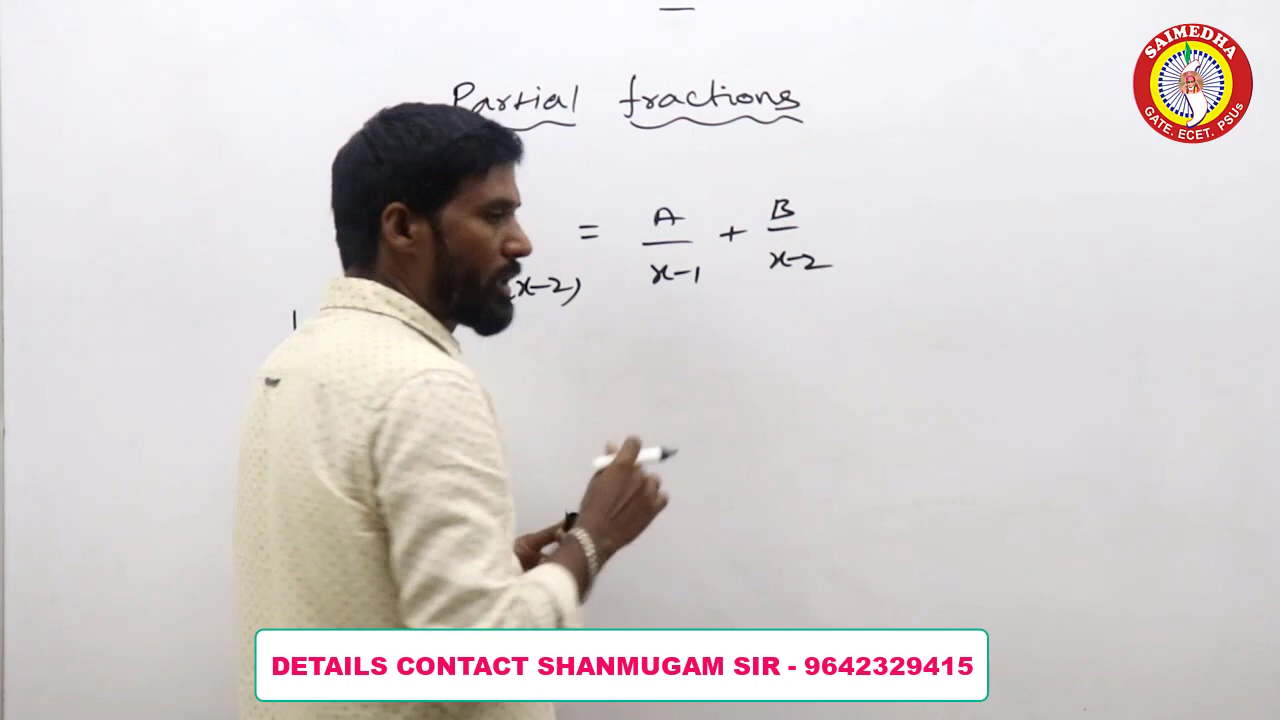 SAIMEDHA
GATE. ECET. PSUs
Partial fractions
(x-2) = A/x-1 + B/x-2
DETAILS CONTACT SHANMUGAM SIR - 9642329415